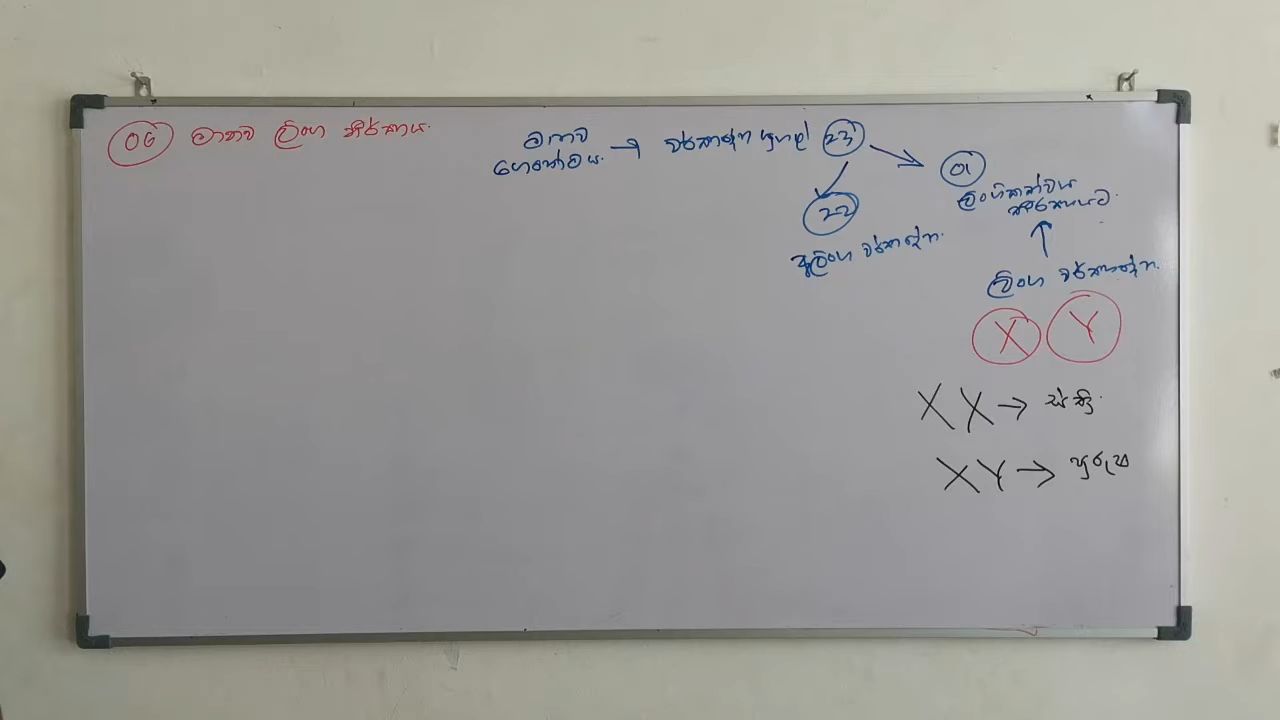 06 මානව ලිංග නිර්ණය.
මානව
ගෙනෝමය. → වර්ණදේහ යුගල් 23
01
ලිංගිකත්වය
නිර්ණයට
22
අලිංග වර්ණදේහ.
ලිංග වර්ණදේහ.
X Y
XX → ස්ත්‍රී.
XY → පුරුෂ